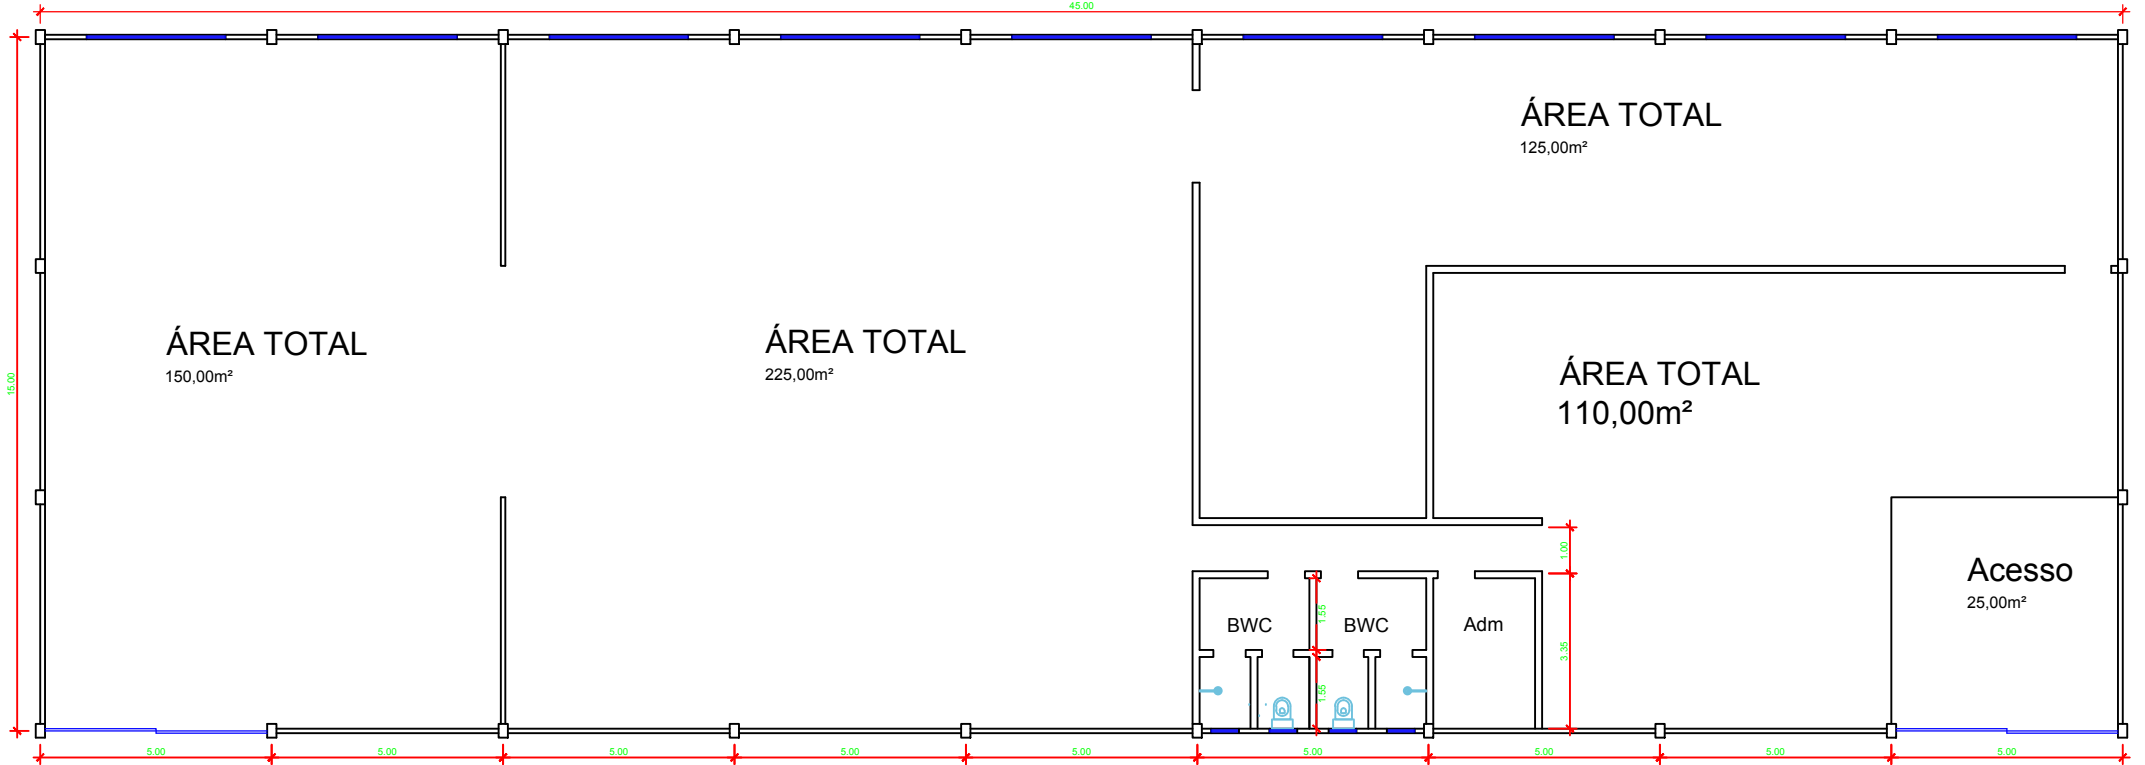 45.00
ÁREA TOTAL
125,00m²
ÁREA TOTAL
150,00m²
ÁREA TOTAL
225,00m²
ÁREA TOTAL
110,00m²
15.00
1.00
Acesso
25,00m²
BWC
BWC
Adm
1.55
3.35
1.55
5.00
5.00
5.00
5.00
5.00
5.00
5.00
5.00
5.00